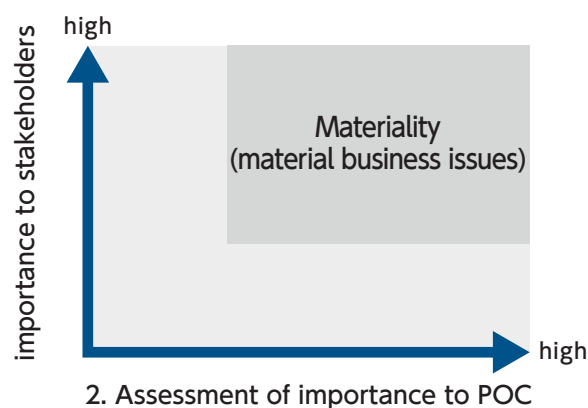 high
importance to stakeholders
Materiality
(material business issues)
high
2. Assessment of importance to POC